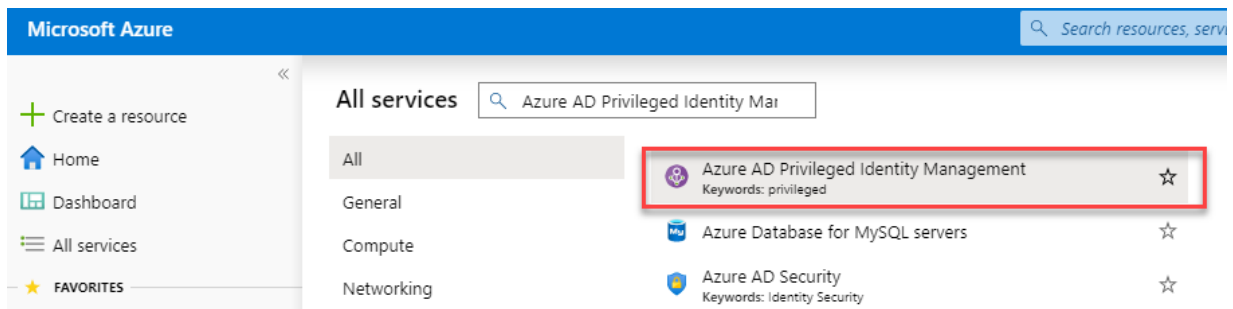 Microsoft Azure
Search resources, serv
«
Create a resource
Home
Dashboard
All services
FAVORITES
All services
Azure AD Privileged Identity Mar
All
General
Compute
Networking
Azure AD Privileged Identity Management
Keywords: privileged
My
Azure Database for MySQL servers
Azure AD Security
Keywords: Identity Security